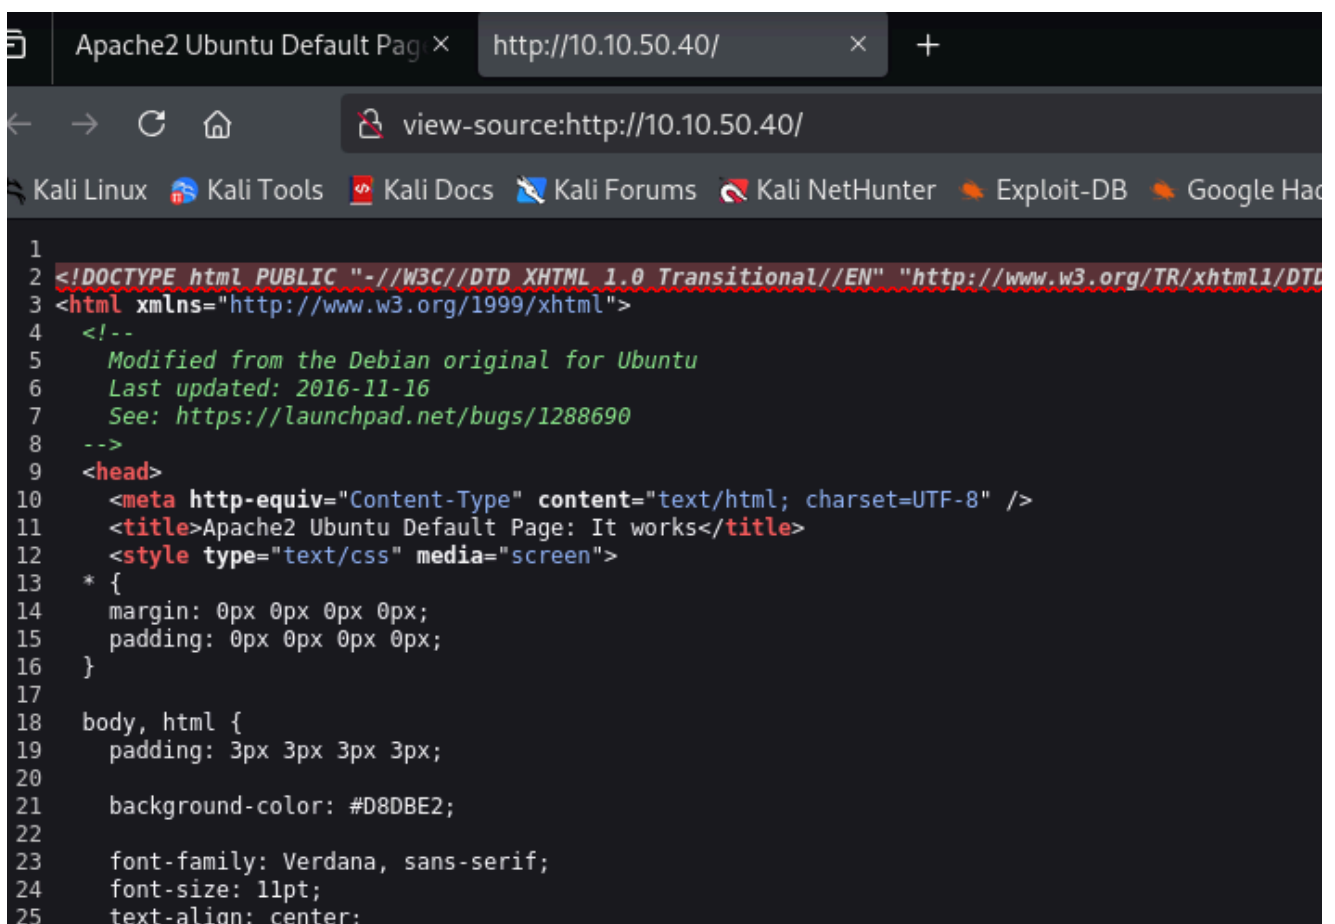 Apache2 Ubuntu Default Pag
http://10.10.50.40/
view-source:http://10.10.50.40/
Kali Linux Kali Tools Kali Docs Kali Forums Kali NetHunter Exploit-DB Google Hac
1
2 <!DOCTYPE html PUBLIC "-//W3C//DTD XHTML 1.0 Transitional//EN" "http://www.w3.org/TR/xhtml1/DTD
3 <html xmlns="http://www.w3.org/1999/xhtml">
4 <!--
5 Modified from the Debian original for Ubuntu
6 Last updated: 2016-11-16
7 See: https://launchpad.net/bugs/1288690
8 -->
9 <head>
10 <meta http-equiv="Content-Type" content="text/html; charset=UTF-8" />
11 <title>Apache2 Ubuntu Default Page: It works</title>
12 <style type="text/css" media="screen">
13 * {
14 margin: 0px 0px 0px 0px;
15 padding: 0px 0px 0px 0px;
16 }
17
18 body, html {
19 padding: 3px 3px 3px 3px;
20
21 background-color: #D8DBE2;
22
23 font-family: Verdana, sans-serif;
24 font-size: 11pt;
25 text-align: center;